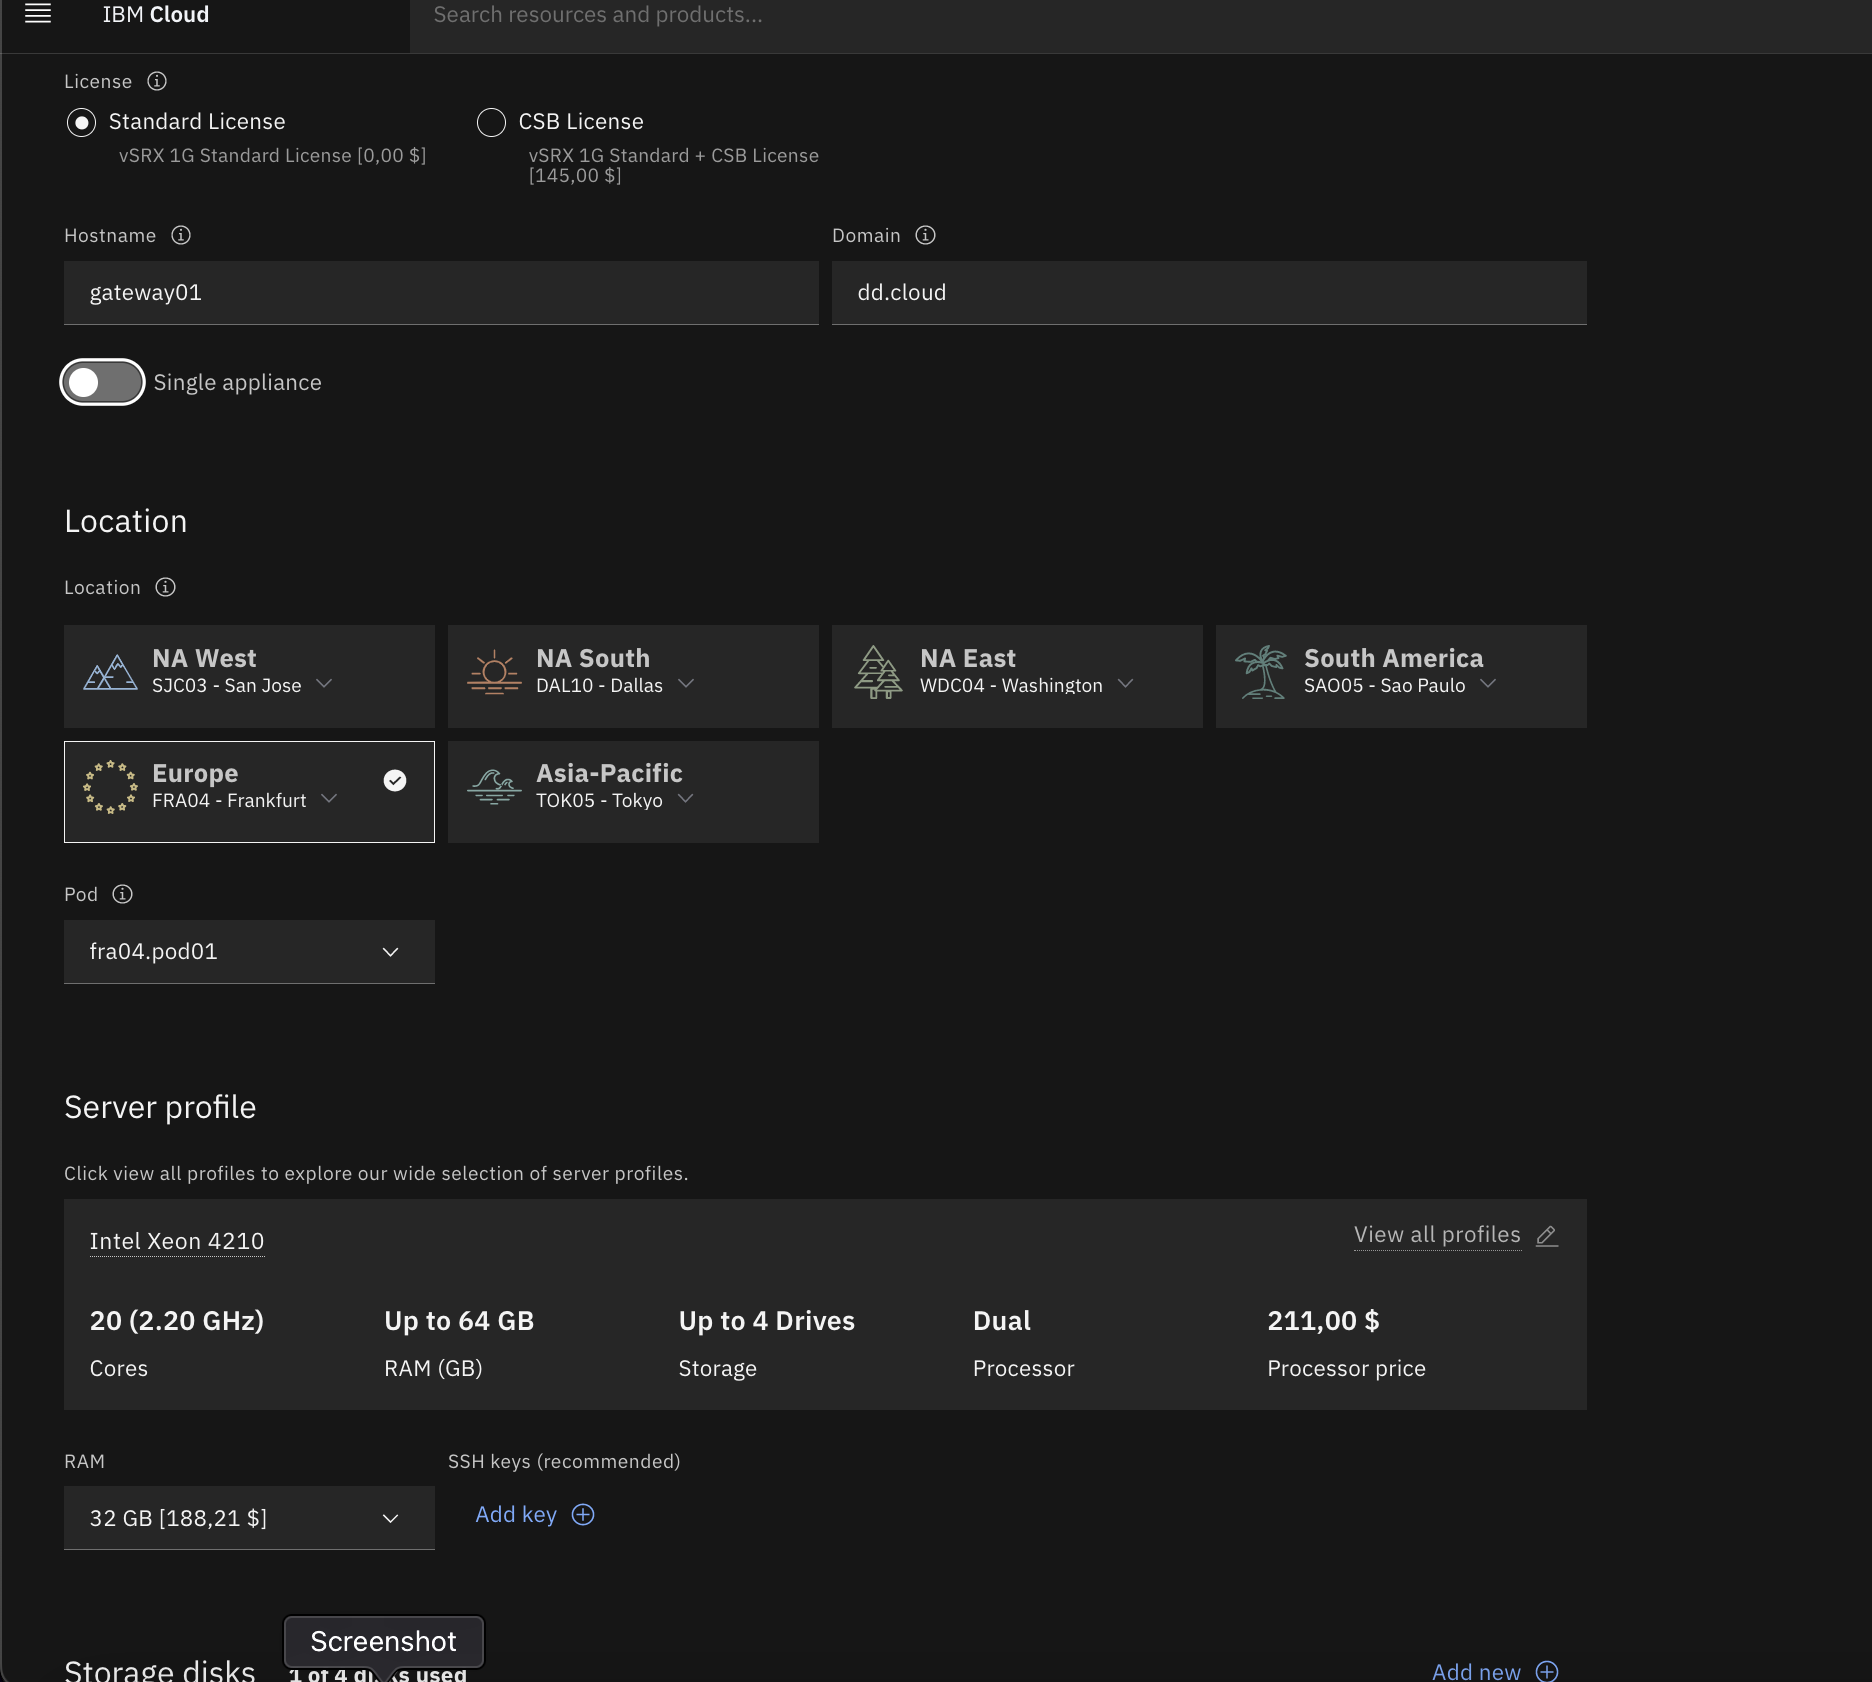 IBM Cloud
Search resources and products...
License
Standard License
vSRX 1G Standard License [0,00 $]
CSB License
vSRX 1G Standard + CSB License
[145,00 $]
Hostname
Domain
gateway01
dd.cloud
Single appliance
Location
Location
NA West
SJC03 - San Jose
NA South
DAL10 - Dallas
NA East
WDC04 - Washington
South America
SAO05 - Sao Paulo
Europe
FRA04 - Frankfurt
Asia-Pacific
TOK05 - Tokyo
Pod
fra04.pod01
Server profile
Click view all profiles to explore our wide selection of server profiles.
Intel Xeon 4210
View all profiles
20 (2.20 GHz)
Cores
Up to 64 GB
RAM (GB)
Up to 4 Drives
Storage
Dual
Processor
211,00 $
Processor price
RAM
SSH keys (recommended)
32 GB [188,21 $]
Add key
Screenshot
Storage disks
1 of 4 disks used
Add new